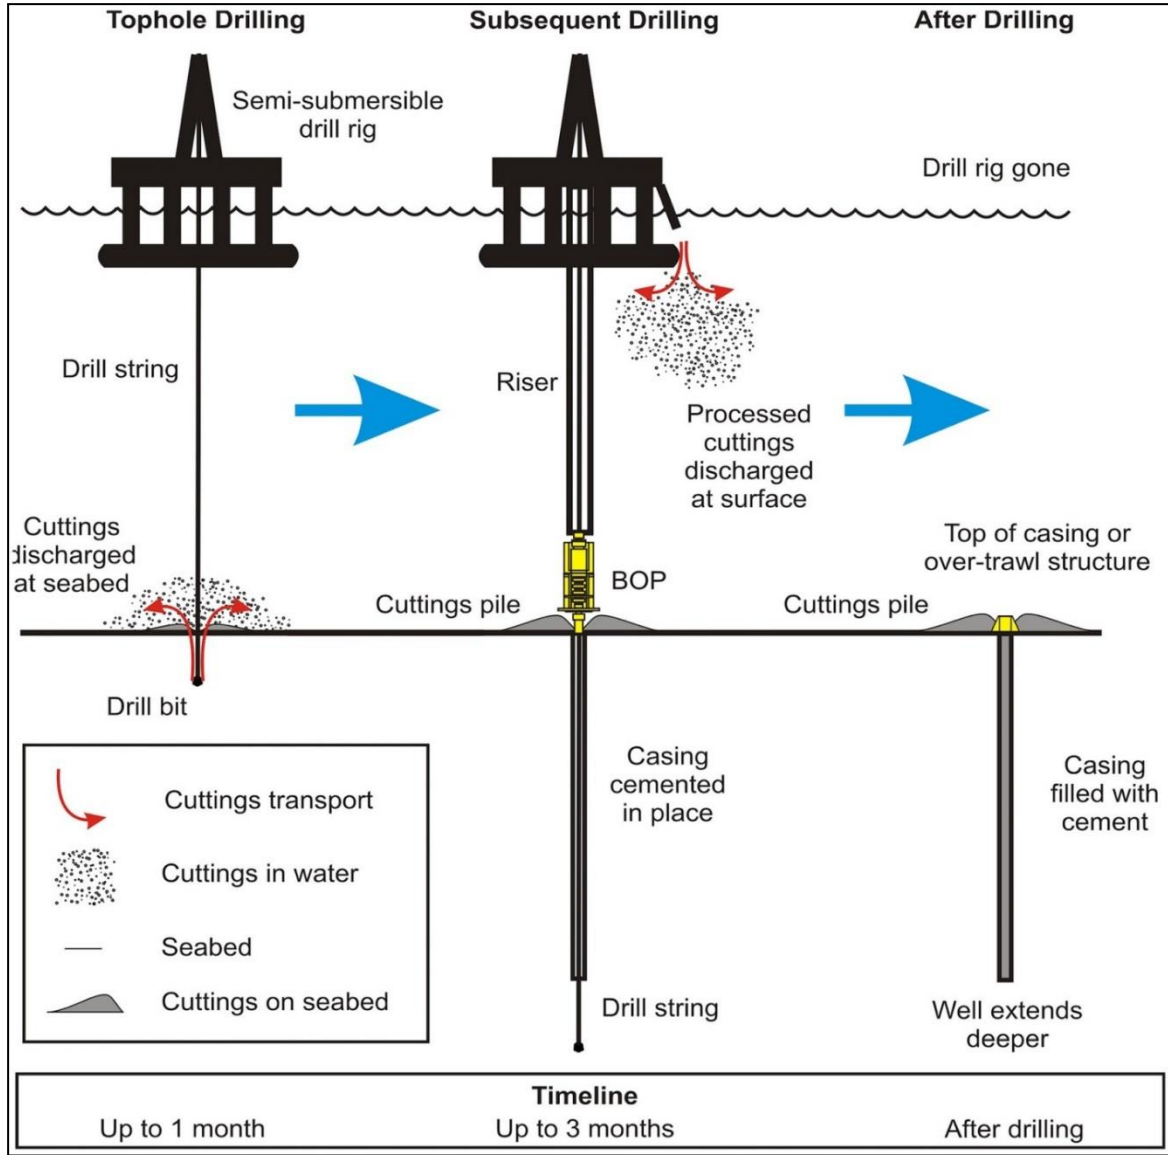 Tophole Drilling
Subsequent Drilling
After Drilling
Semi-submersible
drill rig
Drill rig gone
Drill string
Riser
Processed
cuttings
discharged
at surface
Cuttings
discharged
at seabed
Cuttings pile
BOP
Cuttings pile
Top of casing or
over-trawl structure
Drill bit
Casing
cemented
in place
Casing
filled with
cement
Cuttings transport
Cuttings in water
Seabed
Cuttings on seabed
Drill string
Well extends
deeper
Timeline
Up to 1 month
Up to 3 months
After drilling